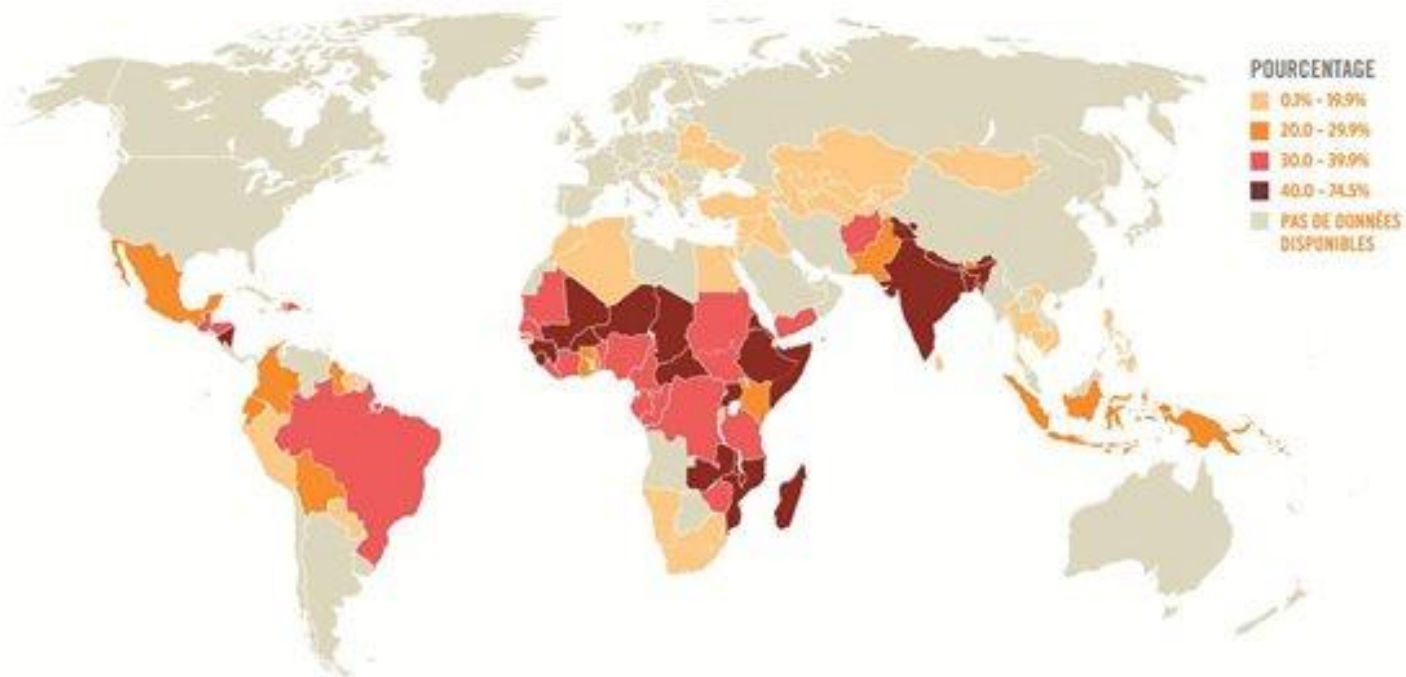 POURCENTAGE
0.1% - 19.9%
20.0 - 29.9%
30.0 - 39.9%
40.0 - 74.5%
PAS DE DONNÉES
DISPONIBLES